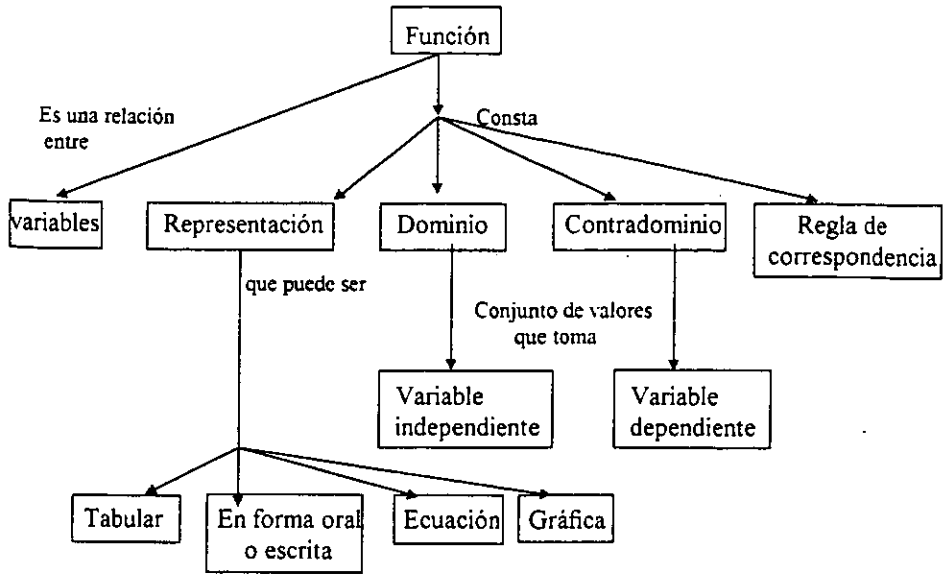 Función
Es una relación
entre
Consta
variables
Representación
Dominio
Contradominio
Regla de
correspondencia
que puede ser
Conjunto de valores
que toma
Variable
independiente
Variable
dependiente
Tabular
En forma oral
o escrita
Ecuación
Gráfica